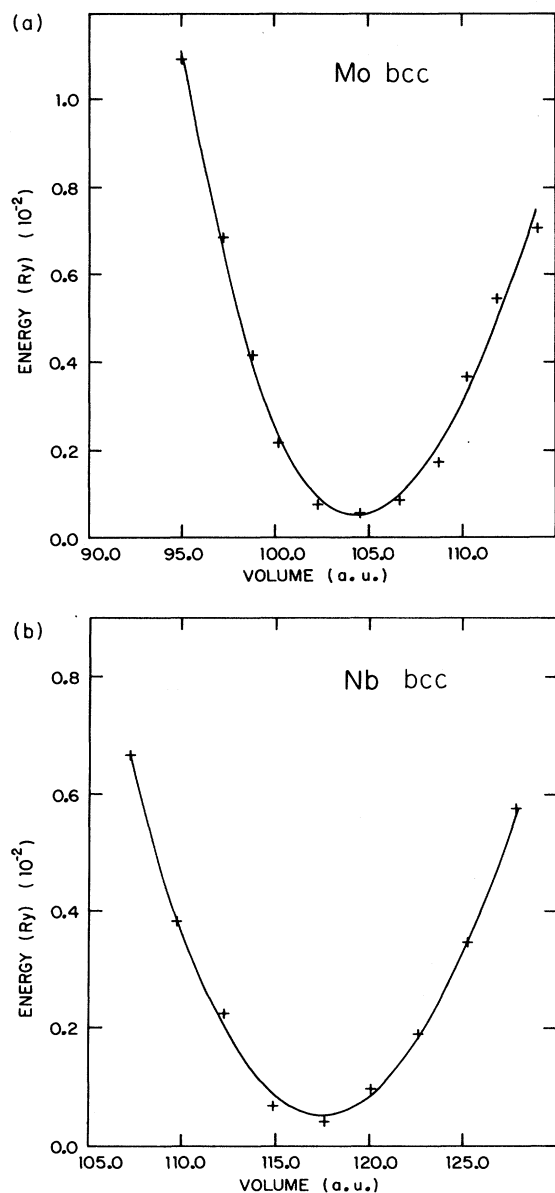 (a)
Mo bcc
ENERGY (Ry) (10⁻²)
1.0
0.8
0.6
0.4
0.2
0.0
90.0 95.0 100.0 105.0 110.0
VOLUME (a.u.)
(b)
Nb bcc
ENERGY (Ry) (10⁻²)
0.8
0.6
0.4
0.2
0.0
105.0 110.0 115.0 120.0 125.0
VOLUME (a.u.)